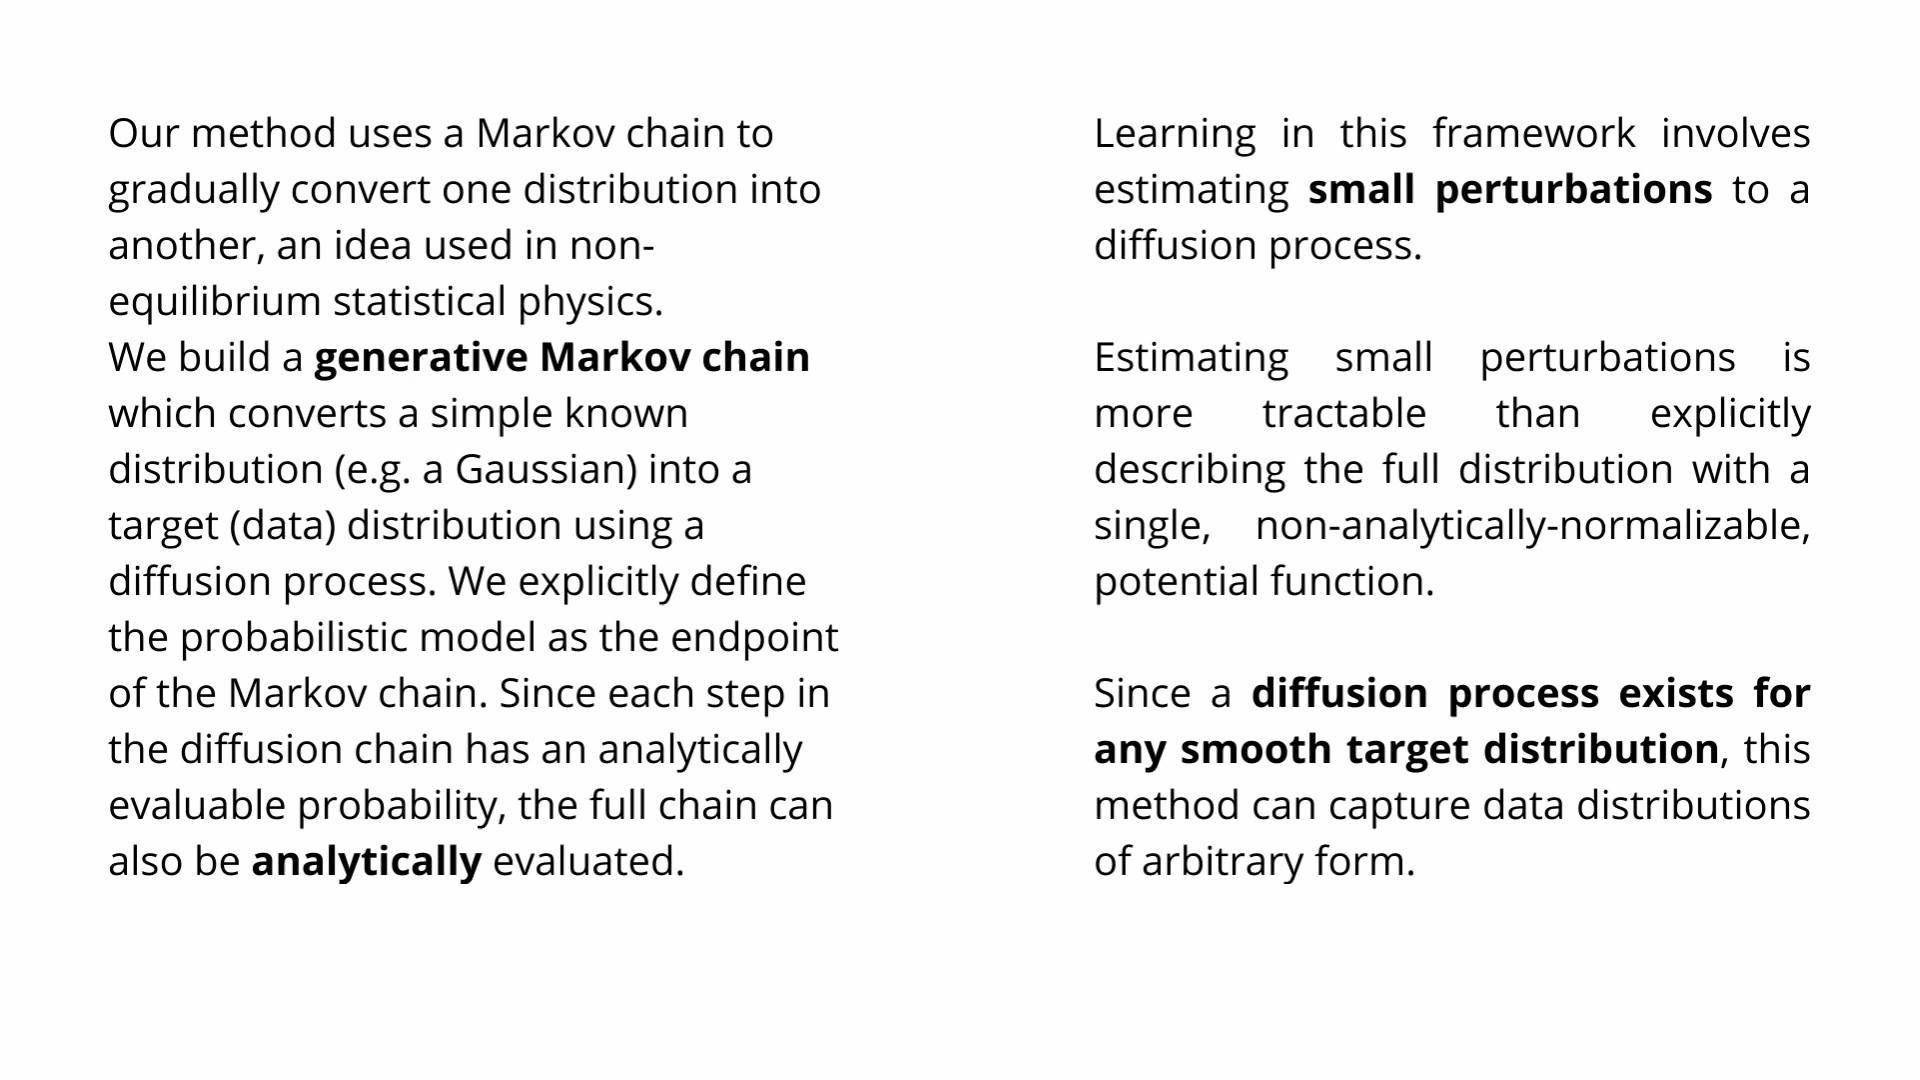 Our method uses a Markov chain to
gradually convert one distribution into
another, an idea used in non-
equilibrium statistical physics.
We build a generative Markov chain
which converts a simple known
distribution (e.g. a Gaussian) into a
target (data) distribution using a
diffusion process. We explicitly define
the probabilistic model as the endpoint
of the Markov chain. Since each step in
the diffusion chain has an analytically
evaluable probability, the full chain can
also be analytically evaluated.
Learning in this framework involves
estimating small perturbations to a
diffusion process.
Estimating small perturbations is
more tractable than explicitly
describing the full distribution with a
single, non-analytically-normalizable,
potential function.
Since a diffusion process exists for
any smooth target distribution, this
method can capture data distributions
of arbitrary form.